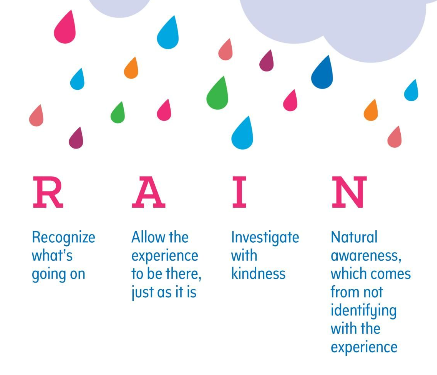 R A I N
Recognize
what's
going on
Allow the
experience
to be there,
just as it is
Investigate
with
kindness
Natural
awareness,
which comes
from not
identifying
with the
experience